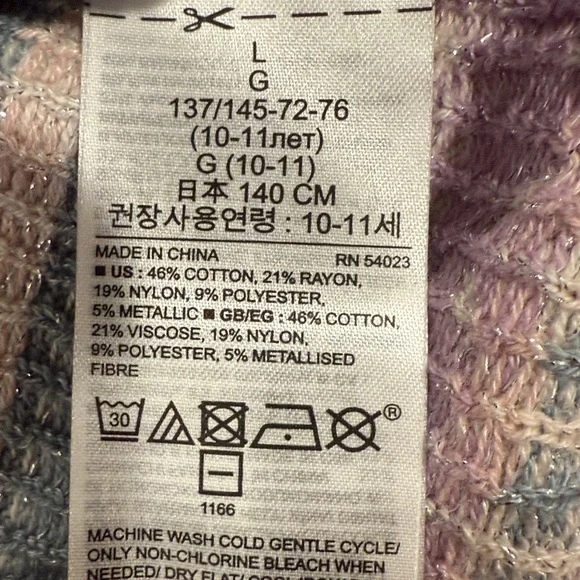 L
G
137/145-72-76
(10-11лет)
G (10-11)
日本 140 CM
권장사용연령 : 10-11세
MADE IN CHINA RN 54023
■ US : 46% COTTON, 21% RAYON,
19% NYLON, 9% POLYESTER,
5% METALLIC ■ GB/EG : 46% COTTON,
21% VISCOSE, 19% NYLON,
9% POLYESTER, 5% METALLISED
FIBRE
30 ®
1166
MACHINE WASH COLD GENTLE CYCLE/
ONLY NON-CHLORINE BLEACH WHEN
NEEDED/ DRY FLAT/